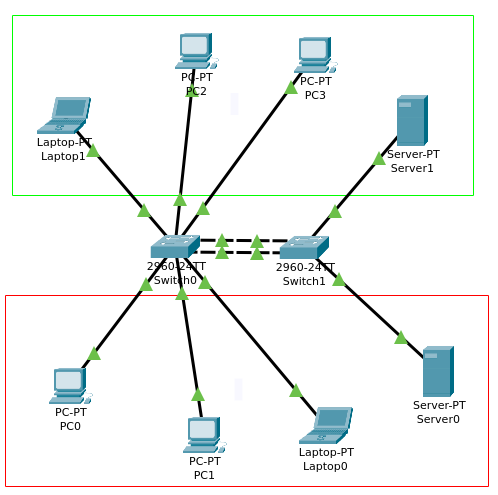 PC-PT
PC2
PC-PT
PC3
Laptop-PT
Laptop1
Server-PT
Server1
2960-24TT
Switch0
2960-24TT
Switch1
PC-PT
PC0
PC-PT
PC1
Laptop-PT
Laptop0
Server-PT
Server0